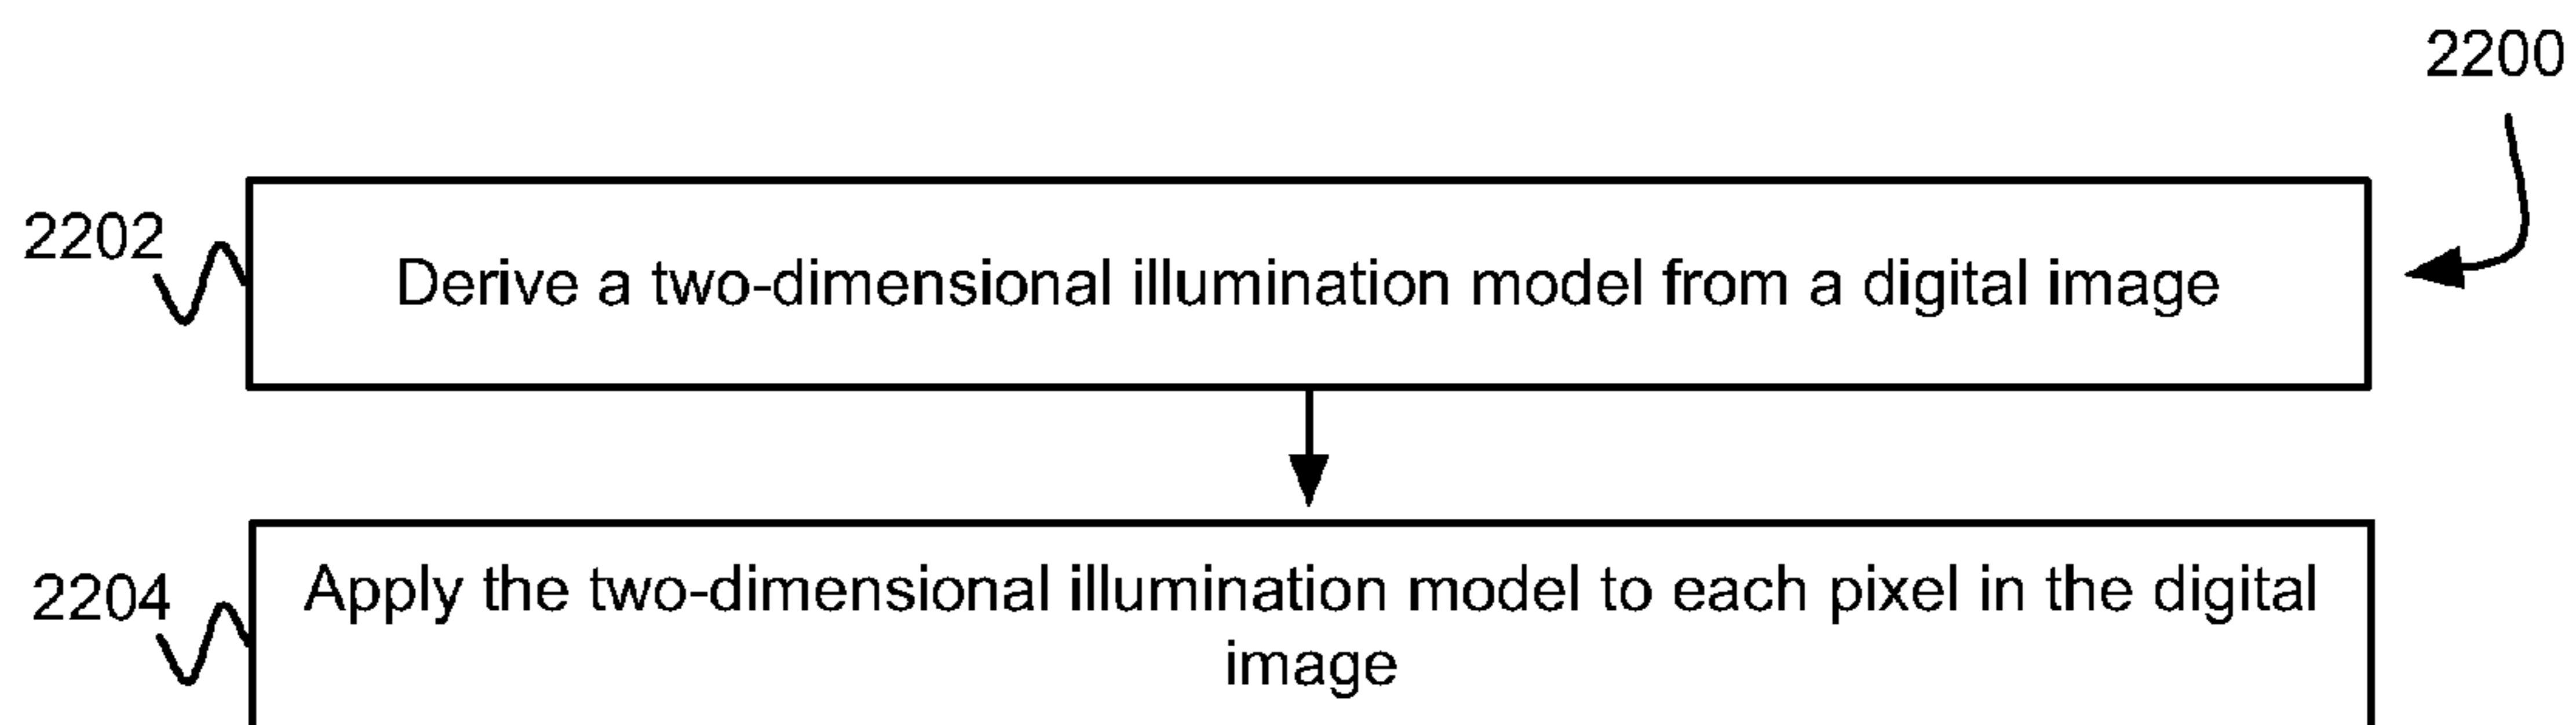 2200
2202
Derive a two-dimensional illumination model from a digital image
2204
Apply the two-dimensional illumination model to each pixel in the digital
image